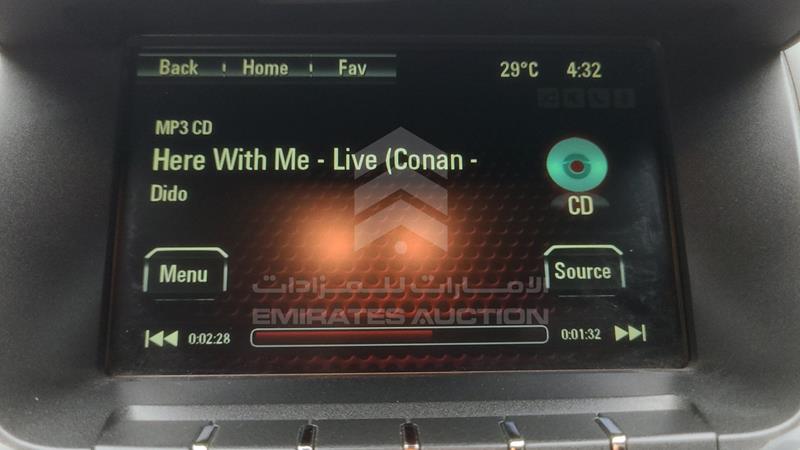 Back Home Fav 29°C 4:32
MP3 CD
Here With Me - Live (Conan -
Dido
CD
Menu
Source
الامارات للمزادات
EMIRATES AUCTION
0:02:28
0:01:32